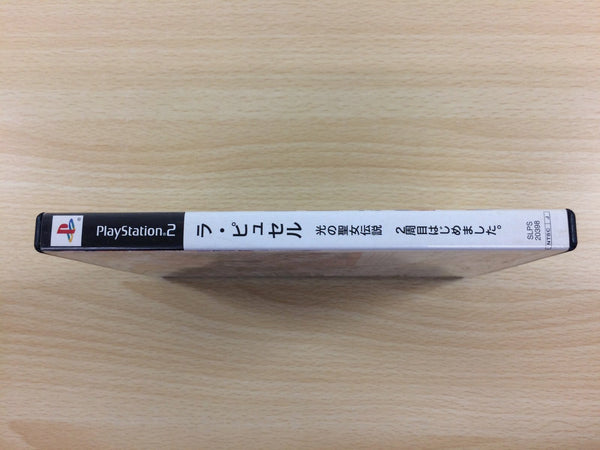 PlayStation.2
ラ・ピュセル
光の聖女伝説 2周目はじめました。
SLPS
20398
NTSC J